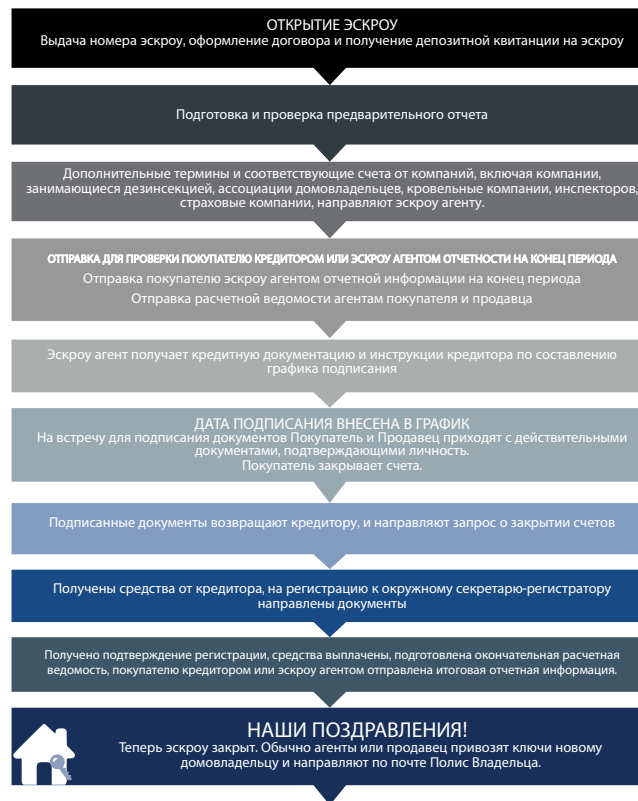 ОТКРЫТИЕ ЭСКРОУ
Выдача номера эскроу, оформление договора и получение депозитной квитанции на эскроу
Подготовка и проверка предварительного отчета
Дополнительные термины и соответствующие счета от компаний, включая компании,
занимающиеся дезинсекцией, ассоциации домовладельцев, кровельные компании, инспекторов,
страховые компании, направляют эскроу агенту.
ОТПРАВКА ДЛЯ ПРОВЕРКИ ПОКУПАТЕЛЮ КРЕДИТОРОМ ИЛИ ЭСКРОУ АГЕНТОМ ОТЧЕТНОСТИ НА КОНЕЦ ПЕРИОДА
Отправка покупателю эскроу агентом отчетной информации на конец периода
Отправка расчетной ведомости агентам покупателя и продавца
Эскроу агент получает кредитную документацию и инструкции кредитора по составлению
графика подписания
ДАТА ПОДПИСАНИЯ ВНЕСЕНА В ГРАФИК
На встречу для подписания документов Покупатель и Продавец приходят с действительными
документами, подтверждающими личность.
Покупатель закрывает счета.
Подписанные документы возвращают кредитору, и направляют запрос о закрытии счетов
Получены средства от кредитора, на регистрацию к окружному секретарю-регистратору
направлены документы
Получено подтверждение регистрации, средства выплачены, подготовлена окончательная расчетная
ведомость, покупателю кредитором или эскроу агентом отправлена итоговая отчетная информация.
НАШИ ПОЗДРАВЛЕНИЯ!
Теперь эскроу закрыт. Обычно агенты или продавец привозят ключи новому
домовладельцу и направляют по почте Полис Владельца.